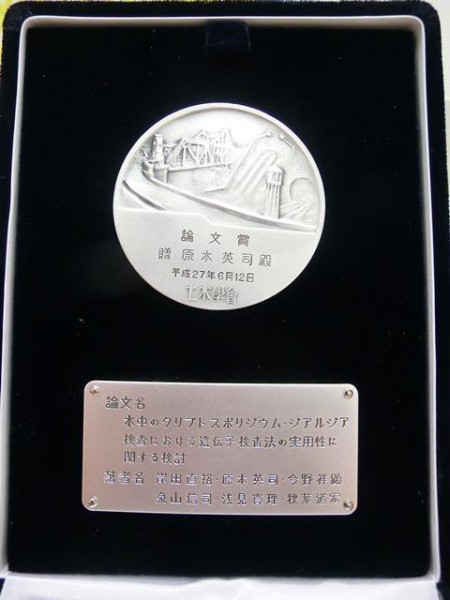 論文賞
贈 原本英司殿
平成27年6月12日
土木學會
論文名
水中のクリプトスポリジウム・ジアルジア
検査における遺伝子検査法の実用性に
関する検討
著者名 岸田直裕・原本英司・今野祥顕
泉山信司・浅見真理・秋葉道宏